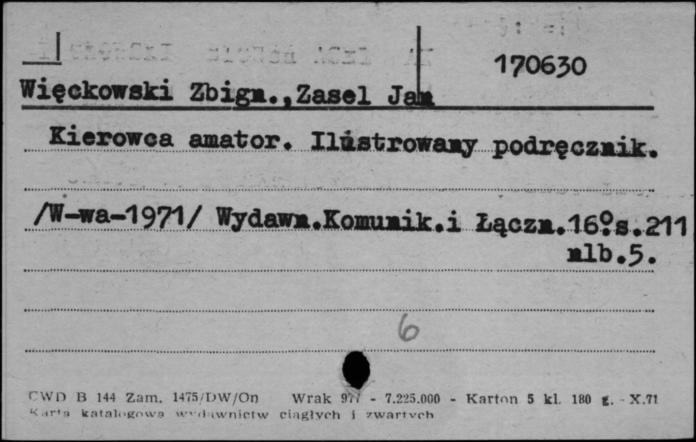 170630
Więckowski Zbign., Zasel Jan
Kierowca amator. Ilustrowany podręcznik.
/W-wa-1971/ Wydawn.Komunik.i Łączn.16°.s.211
nlb.5.
6
CWD B 144 Zam. 1475/DW/On Wrak 977 - 7.225.000 - Karton 5 kl. 180 g. - X.71
Karta katalogowa wydawnictw ciągłych i zwartych